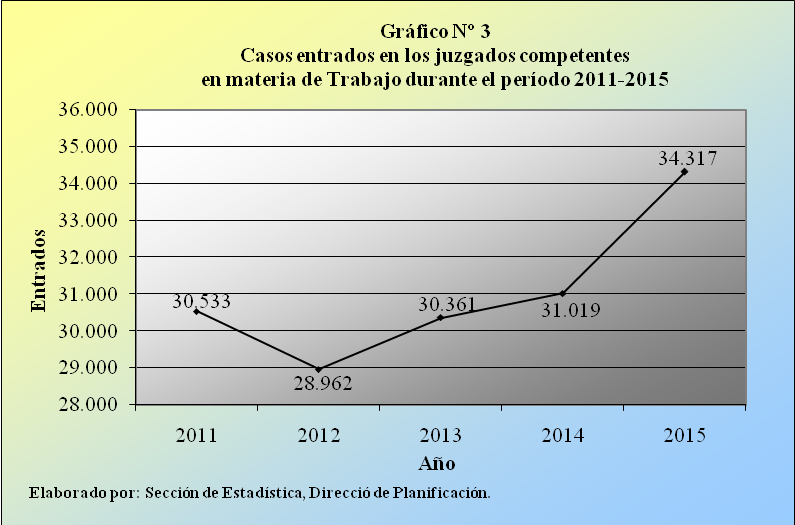 Gráfico Nº 3
Casos entrados en los juzgados competentes
en materia de Trabajo durante el período 2011-2015
36.000
35.000
34.000
33.000
32.000
31.000
30.000
29.000
28.000
Entrados
30.533
28.962
30.361
31.019
34.317
2011 2012 2013 2014 2015
Año
Elaborado por: Sección de Estadística, Direcció de Planificación.